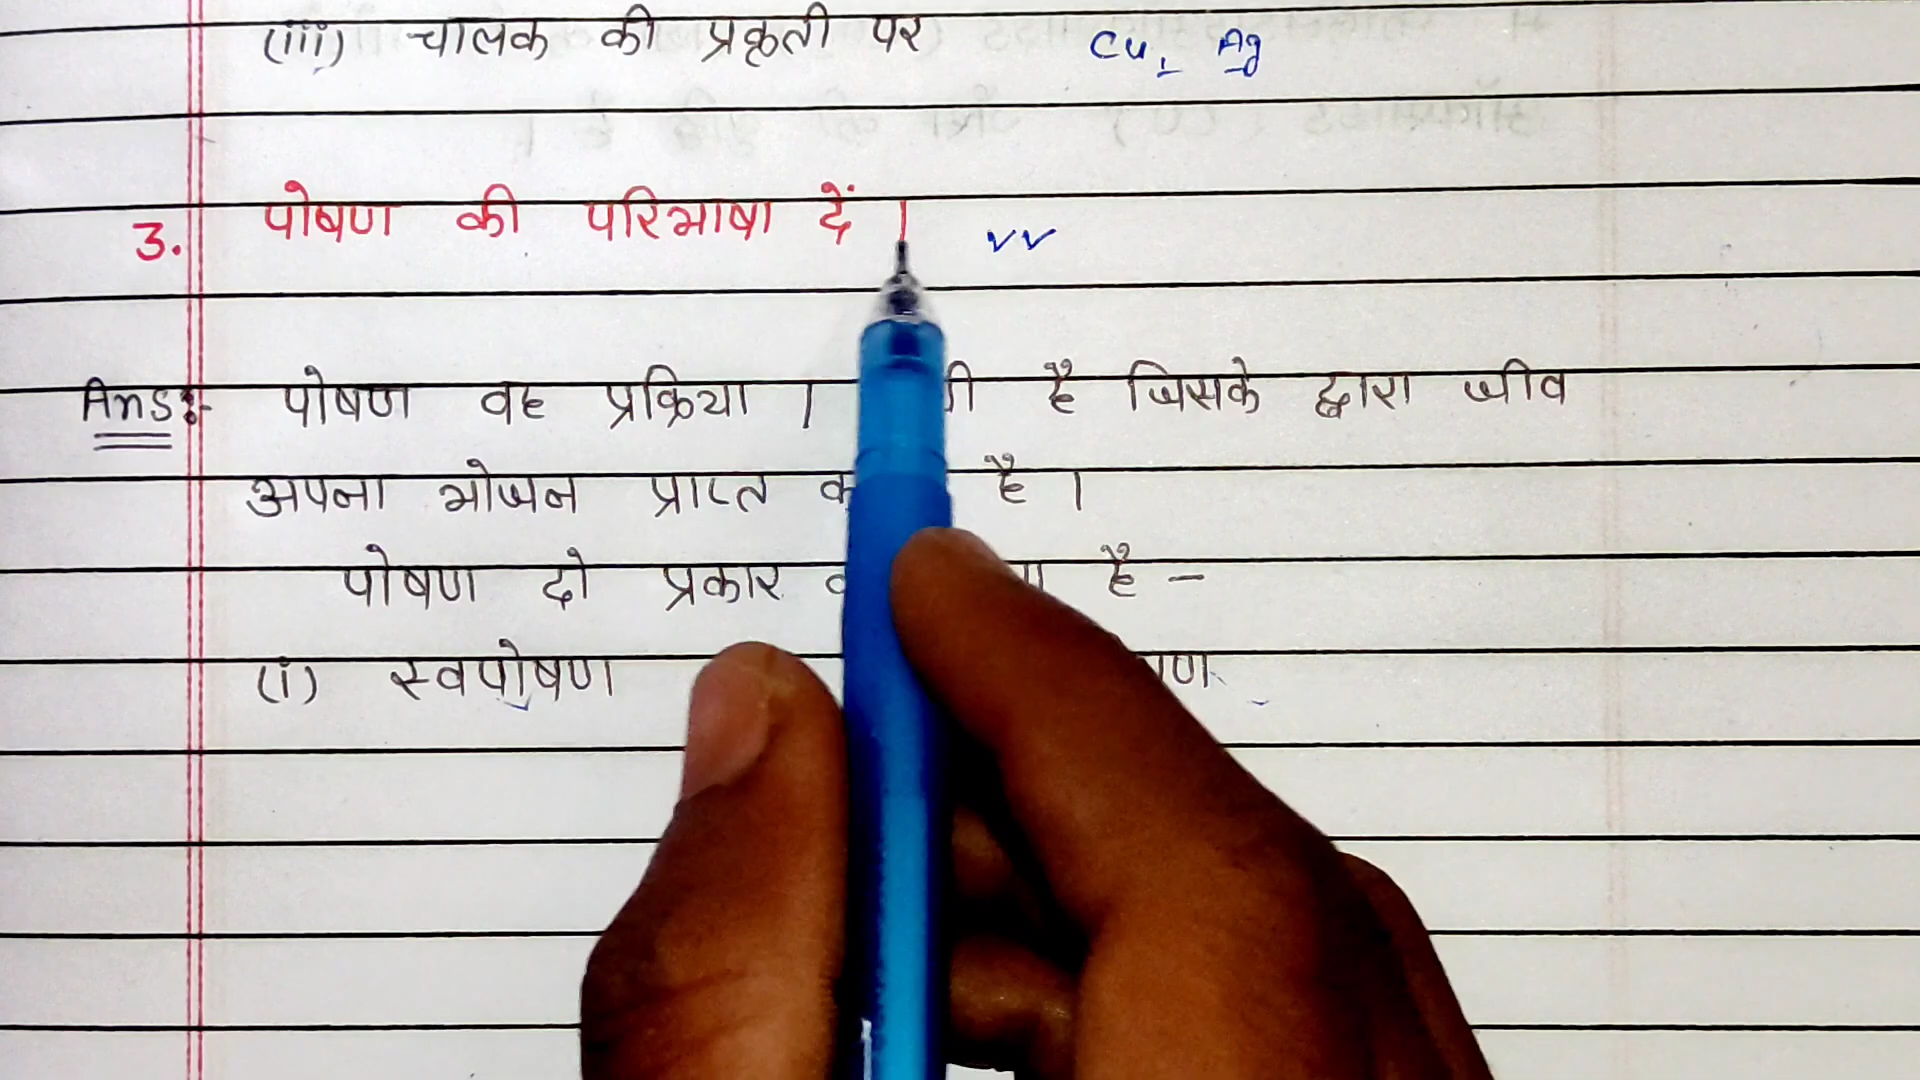 (iii) चालक की प्रकृती पर Cu, Ag
3. पोषण की परिभाषा दें । vv
Ans:- पोषण वह प्रक्रिया । है जिसके द्वारा जीव
अपना भोजन प्राप्त है ।
पोषण दो प्रकार है –
(i) स्वपोषण